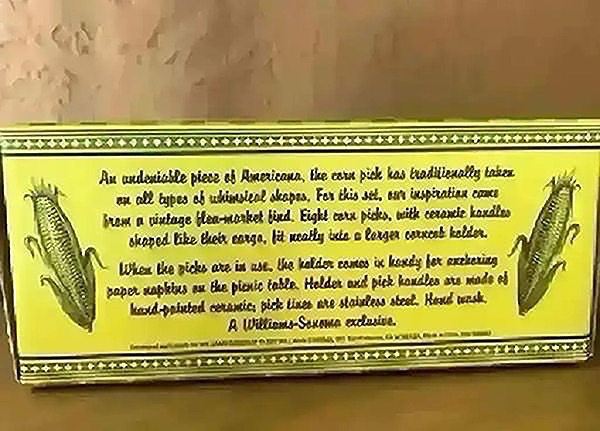 An undeniable piece of Americana, the corn pick has traditionally taken
on all types of whimsical shapes. For this set, our inspiration came
from a vintage flea-market find. Eight corn picks, with ceramic handles
shaped like their cargo, fit neatly into a larger corncob holder.
When the picks are in use, the holder comes in handy for anchoring
paper napkins on the picnic table. Holder and pick handles are made of
hand-painted ceramic; pick tines are stainless steel. Hand wash.
A Williams-Sonoma exclusive.